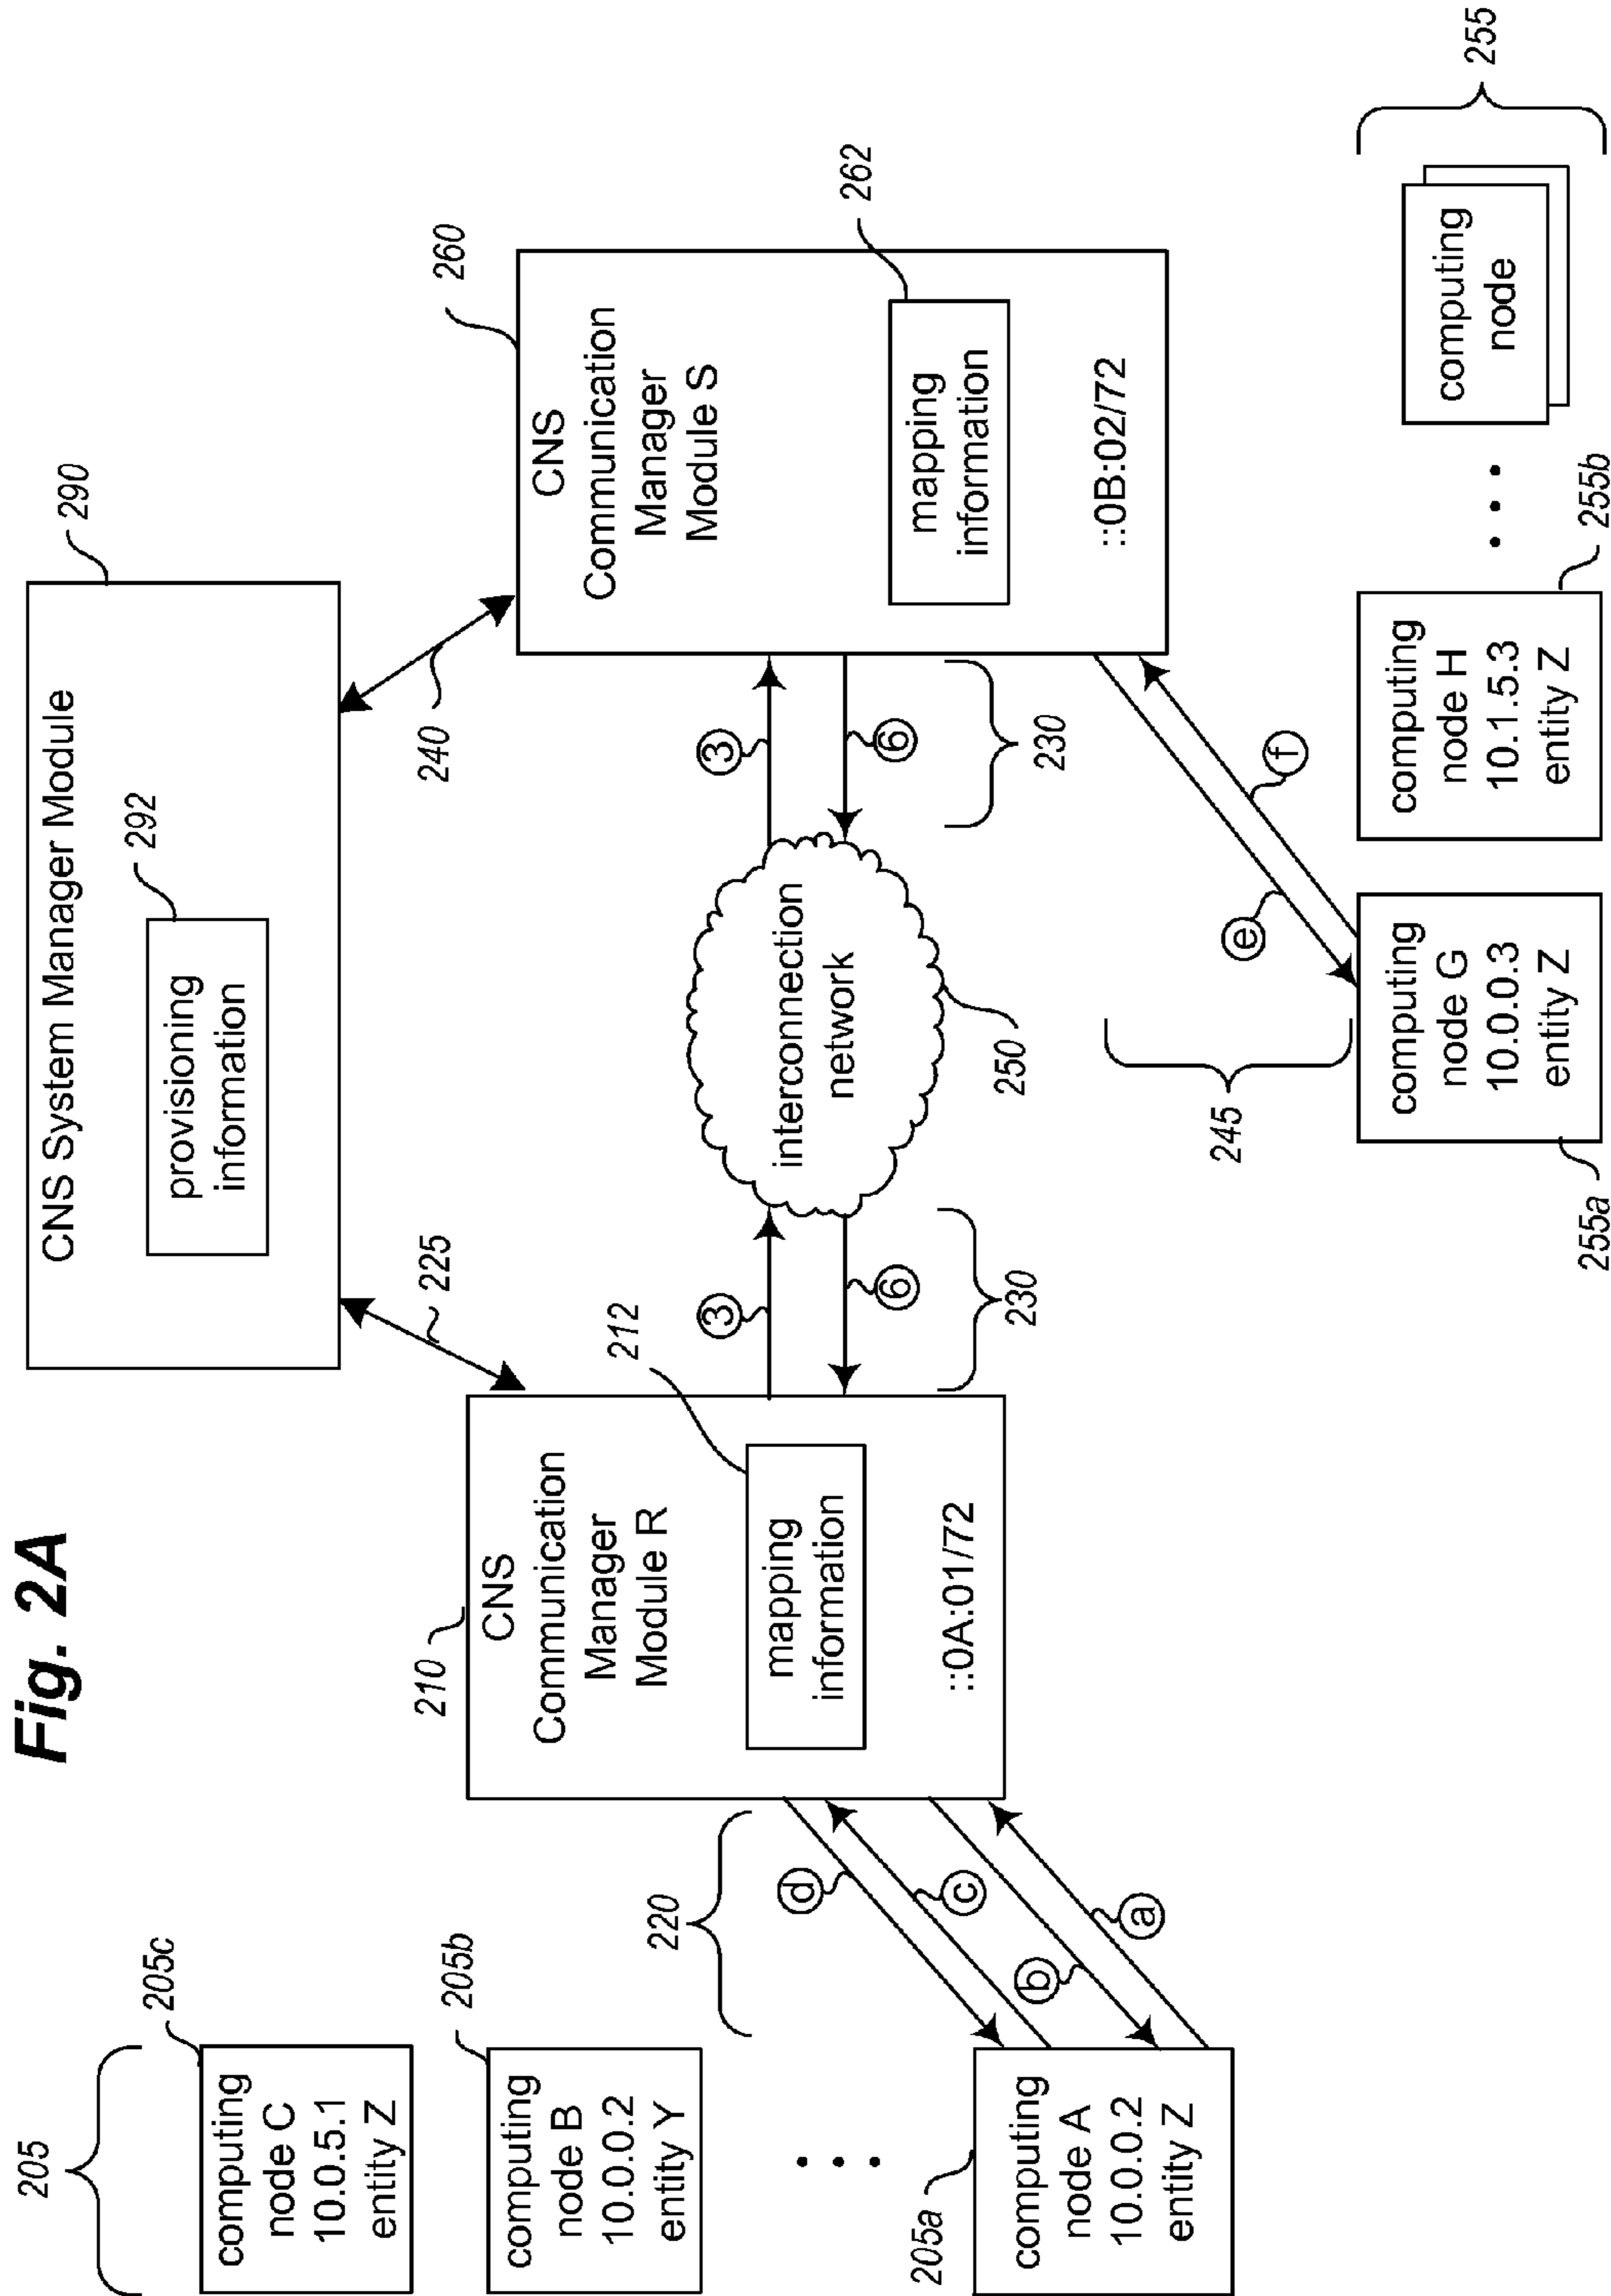 Fig. 2A
CNS System Manager Module
290
provisioning
information
292
225
240
205
205c
computing
node C
10.0.5.1
entity Z
205b
computing
node B
10.0.0.2
entity Y
. . .
205a
computing
node A
10.0.0.2
entity Z
220
d
c
b
a
210
CNS
Communication
Manager
Module R
212
mapping
information
::0A:01/72
3
6
230
interconnection
network
250
3
6
230
260
CNS
Communication
Manager
Module S
262
mapping
information
::0B:02/72
245
e
f
255a
computing
node G
10.0.0.3
entity Z
computing
node H
10.1.5.3
entity Z
255b
. . .
computing
node
255